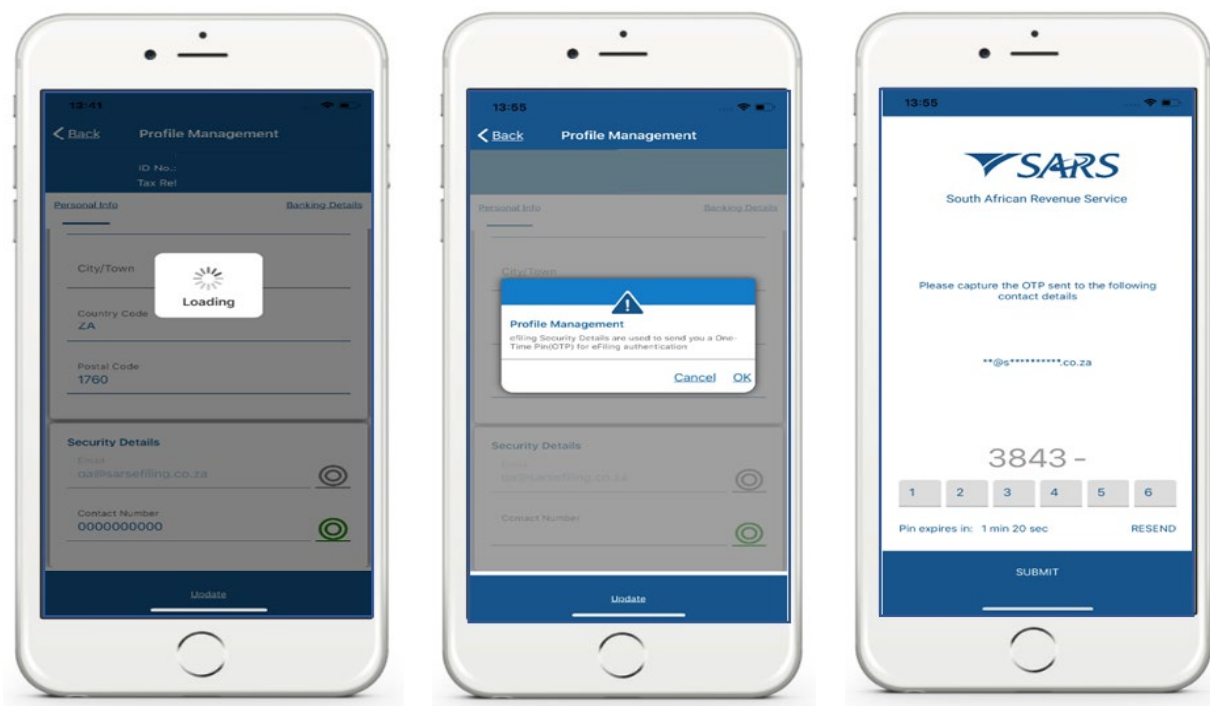 13:41
Back Profile Management
ID No.:
Tax Ref
Personal Info Banking Details
City/Town
Loading
Country Code
ZA
Postal Code
1760
Security Details
Email
qa@sarsefiling.co.za
Contact Number
0000000000
Update
13:55
Back Profile Management
Personal Info Banking Details
City/Town
Profile Management
efiling Security Details are used to send you a One-
Time Pin(OTP) for eFiling authentication
Cancel OK
Security Details
Email
qa@sarsefiling.co.za
Contact Number
Update
13:55
SARS
South African Revenue Service
Please capture the OTP sent to the following
contact details
**@s**********.co.za
3843-
1 2 3 4 5 6
Pin expires in: 1 min 20 sec RESEND
SUBMIT